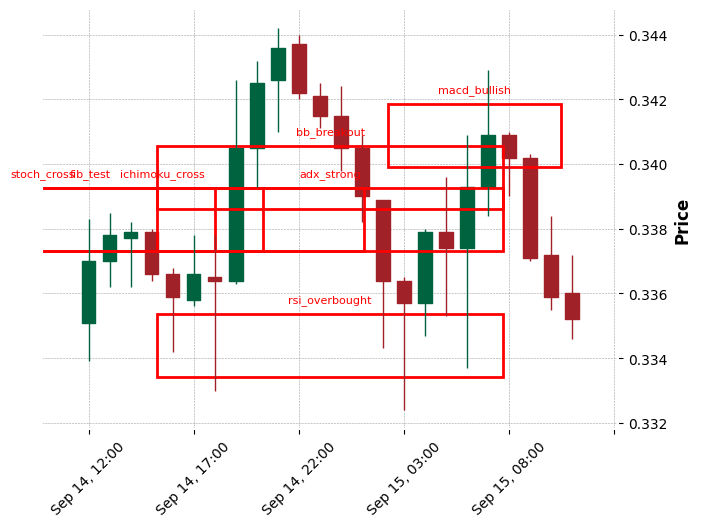 0.344
macd_bullish
0.342
bb_breakout
0.340
stoch_cross
fib_test
ichimoku_cross
adx_strong
0.338
Price
0.336
rsi_overbought
0.334
0.332
Sep 14, 12:00
Sep 14, 17:00
Sep 14, 22:00
Sep 15, 03:00
Sep 15, 08:00